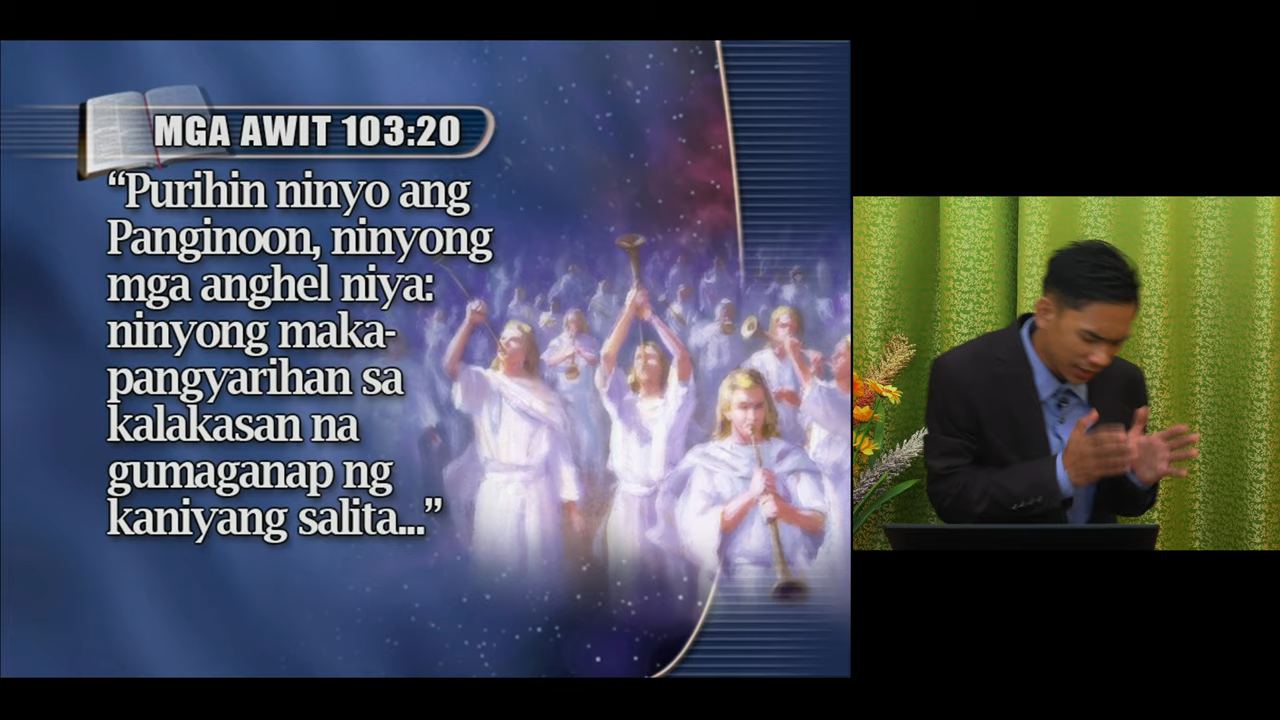 MGA AWIT 103:20
“Purihin ninyo ang
Panginoon, ninyong
mga anghel niya:
ninyong maka-
pangyarihan sa
kalakasan na
gumaganap ng
kaniyang salita...”